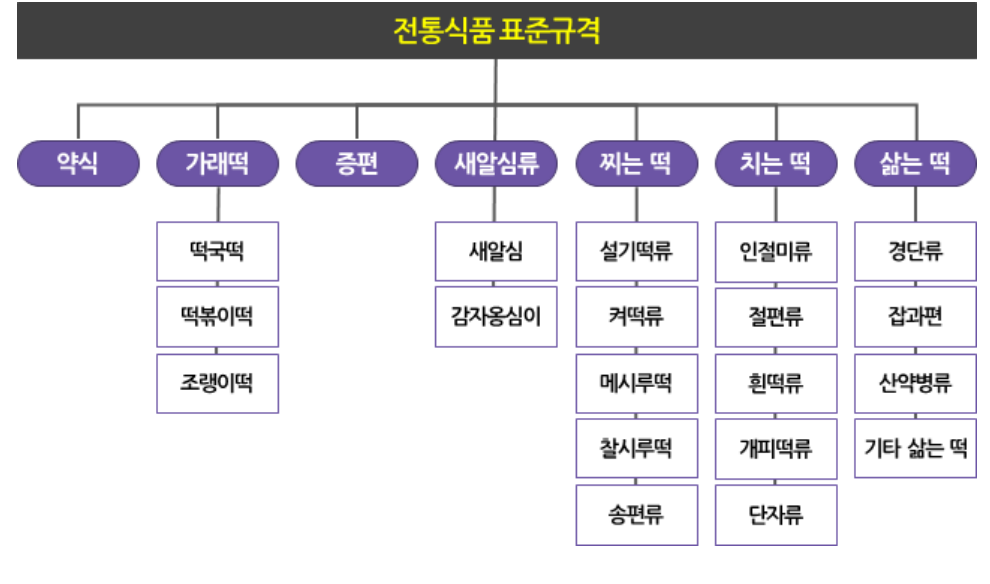 전통식품 표준규격
약식
가래떡
증편
새알심류
찌는 떡
치는 떡
삶는 떡
떡국떡
새알심
설기떡류
인절미류
경단류
떡볶이떡
감자옹심이
켜떡류
절편류
잡과편
조랭이떡
메시루떡
흰떡류
산약병류
찰시루떡
개피떡류
기타 삶는 떡
송편류
단자류